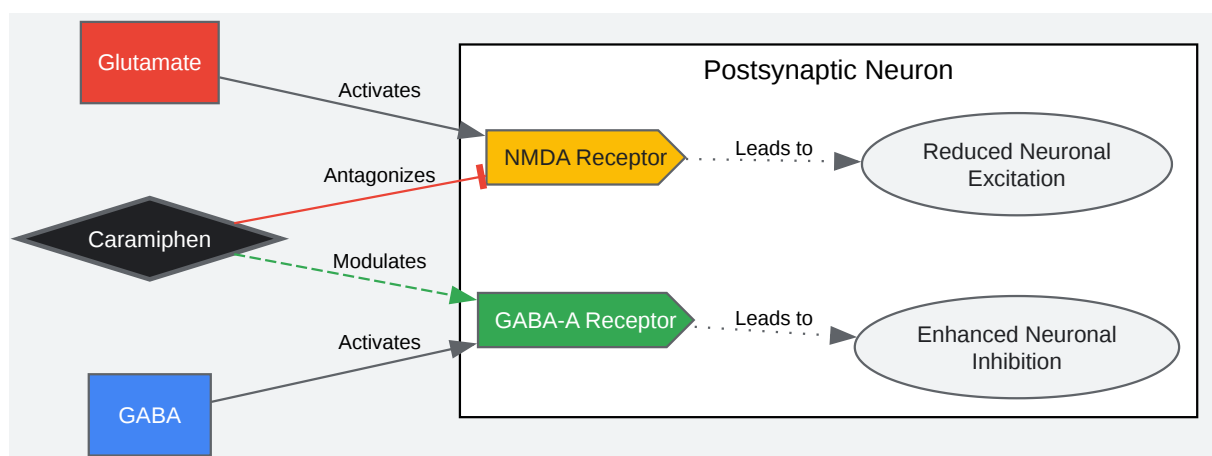 Glutamate
Activates
Postsynaptic Neuron
NMDA Receptor
Leads to
Reduced Neuronal
Excitation
Antagonizes
Caramiphen
Modulates
GABA-A Receptor
Leads to
Enhanced Neuronal
Inhibition
Activates
GABA